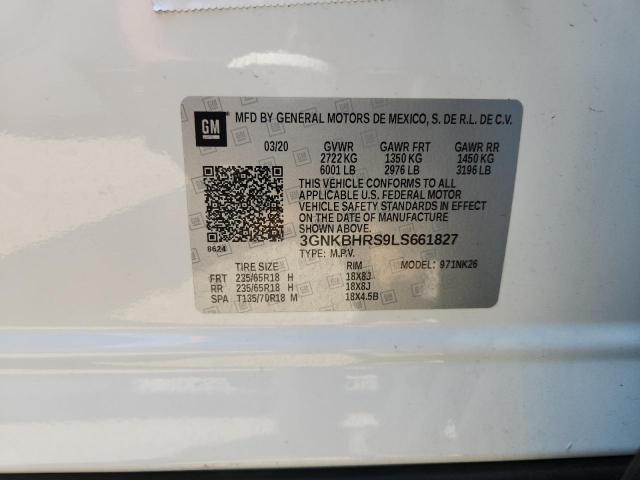 GM
MFD BY GENERAL MOTORS DE MEXICO, S. DE R.L. DE C.V.
03/20 GVWR GAWR FRT GAWR RR
2722 KG 1350 KG 1450 KG
6001 LB 2976 LB 3196 LB
THIS VEHICLE CONFORMS TO ALL
APPLICABLE U.S. FEDERAL MOTOR
VEHICLE SAFETY STANDARDS IN EFFECT
ON THE DATE OF MANUFACTURE
SHOWN ABOVE.
8624
3GNKBHRS9LS661827
TYPE: M.P.V.
TIRE SIZE RIM MODEL: 971NK26
FRT 235/65R18 H 18X8J
RR 235/65R18 H 18X8J
SPA T135/70R18 M 18X4.5B